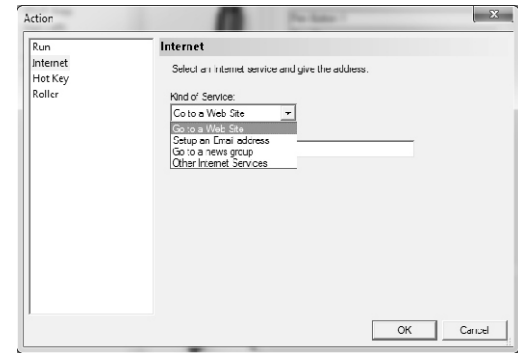 Action
X
Run
Internet
Hot Key
Roller
Internet
Select an internet service and give the address.
Kind of Service:
Go to a Web Site
Go to a Web Site
Setup an Email address
Go to a news group
Other Internet Services
OK
Cancel